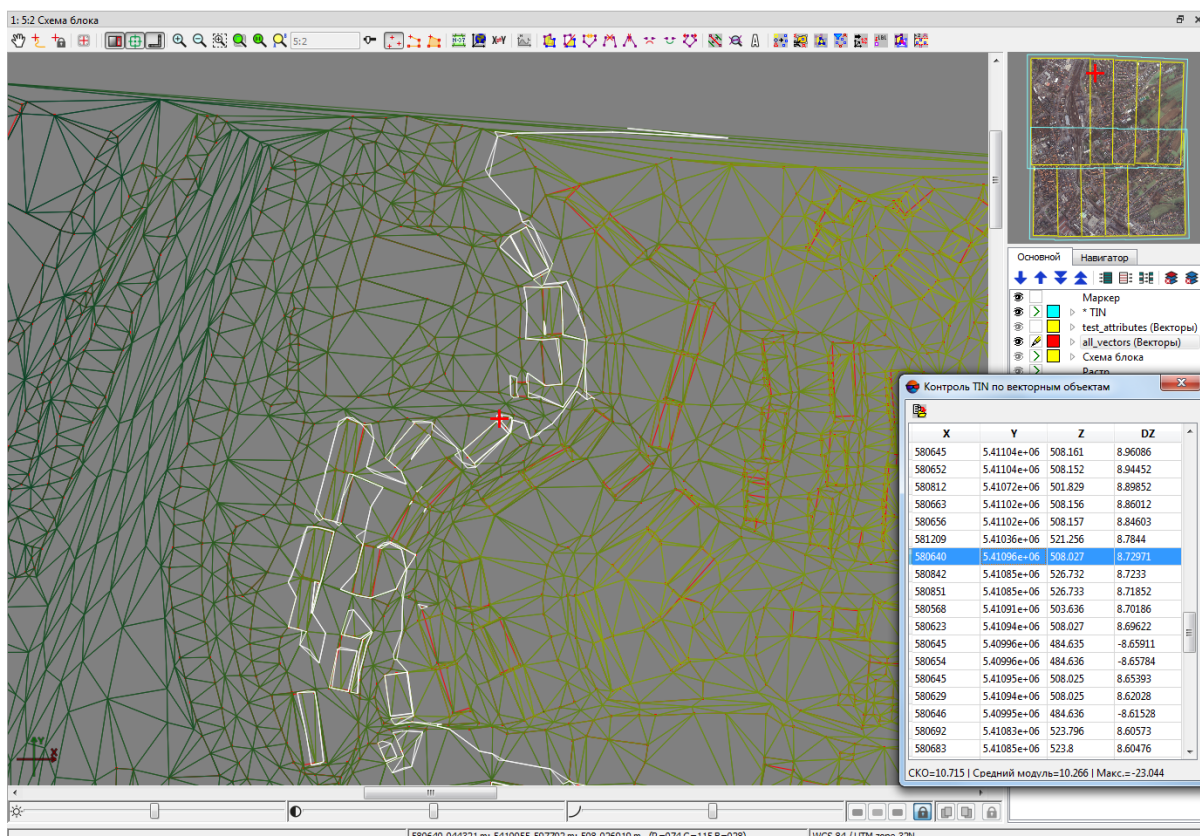 1: 5:2 Схема блока
5:2
X=Y
Основной
Навигатор
Маркер
* TIN
test_attributes (Векторы)
all_vectors (Векторы)
Схема блока
Растр
Контроль TIN по векторным объектам
X Y Z DZ
580645 5.41104e+06 508.161 8.96086
580652 5.41104e+06 508.152 8.94452
580812 5.41072e+06 501.829 8.89852
580663 5.41102e+06 508.156 8.86012
580656 5.41102e+06 508.157 8.84603
581209 5.41036e+06 521.256 8.7844
580640 5.41096e+06 508.027 8.72971
580842 5.41085e+06 526.732 8.7233
580851 5.41085e+06 526.733 8.71852
580568 5.41091e+06 503.636 8.70186
580623 5.41094e+06 508.027 8.69622
580645 5.40996e+06 484.635 -8.65911
580654 5.40996e+06 484.636 -8.65784
580645 5.41095e+06 508.025 8.65393
580629 5.41094e+06 508.025 8.62028
580646 5.40995e+06 484.636 -8.61528
580692 5.41083e+06 523.796 8.60573
580683 5.41085e+06 523.8 8.60476
СКО=10.715 | Средний модуль=10.266 | Макс.=-23.044
Y
X